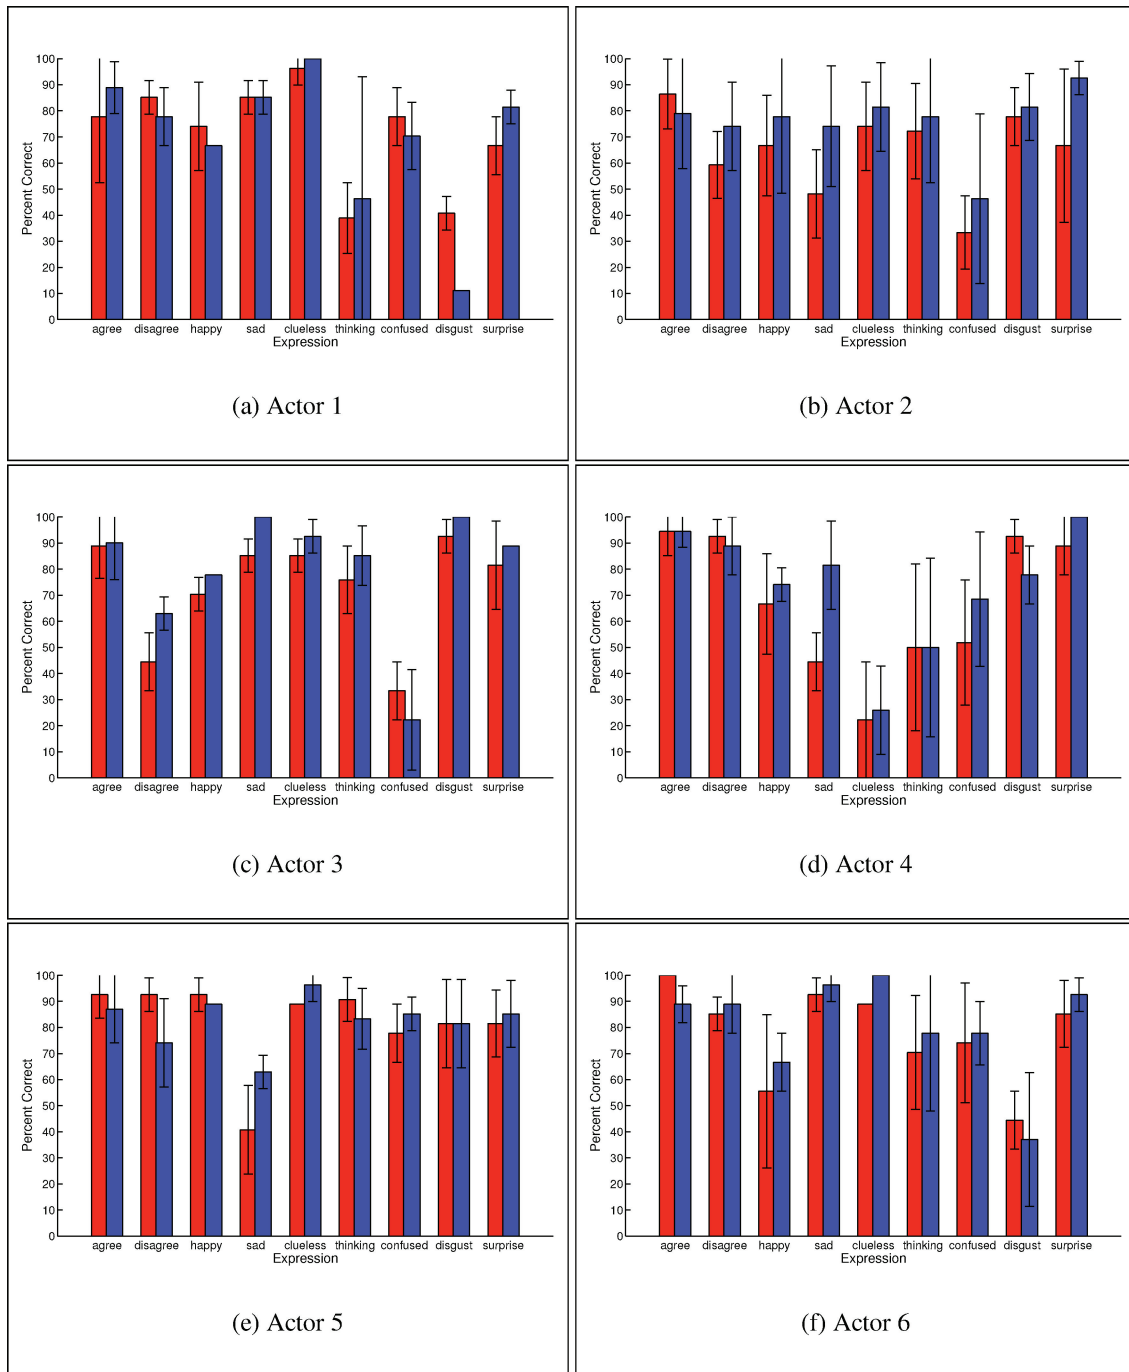 Percent Correct
100
90
80
70
60
50
40
30
20
10
0
agree disagree happy sad clueless thinking confused disgust surprise
Expression
(a) Actor 1
Percent Correct
100
90
80
70
60
50
40
30
20
10
0
agree disagree happy sad clueless thinking confused disgust surprise
Expression
(b) Actor 2
Percent Correct
100
90
80
70
60
50
40
30
20
10
0
agree disagree happy sad clueless thinking confused disgust surprise
Expression
(c) Actor 3
Percent Correct
100
90
80
70
60
50
40
30
20
10
0
agree disagree happy sad clueless thinking confused disgust surprise
Expression
(d) Actor 4
Percent Correct
100
90
80
70
60
50
40
30
20
10
0
agree disagree happy sad clueless thinking confused disgust surprise
Expression
(e) Actor 5
Percent Correct
100
90
80
70
60
50
40
30
20
10
0
agree disagree happy sad clueless thinking confused disgust surprise
Expression
(f) Actor 6